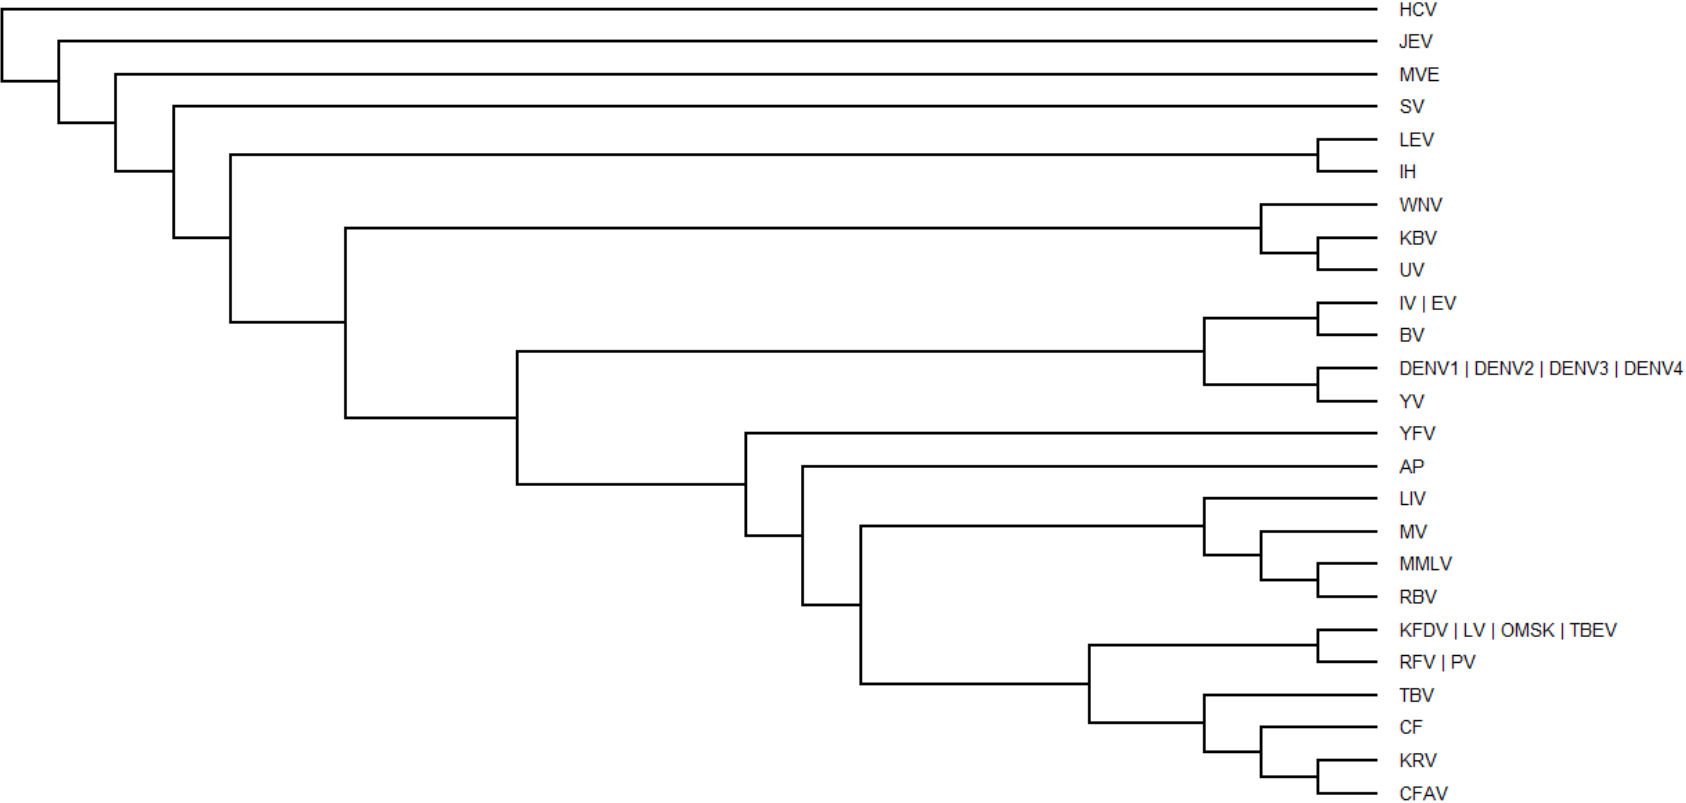 HCV
JEV
MVE
SV
LEV
IH
WNV
KBV
UV
IV | EV
BV
DENV1 | DENV2 | DENV3 | DENV4
YV
YFV
AP
LIV
MV
MMLV
RBV
KFDV | LV | OMSK | TBEV
RFV | PV
TBV
CF
KRV
CFAV